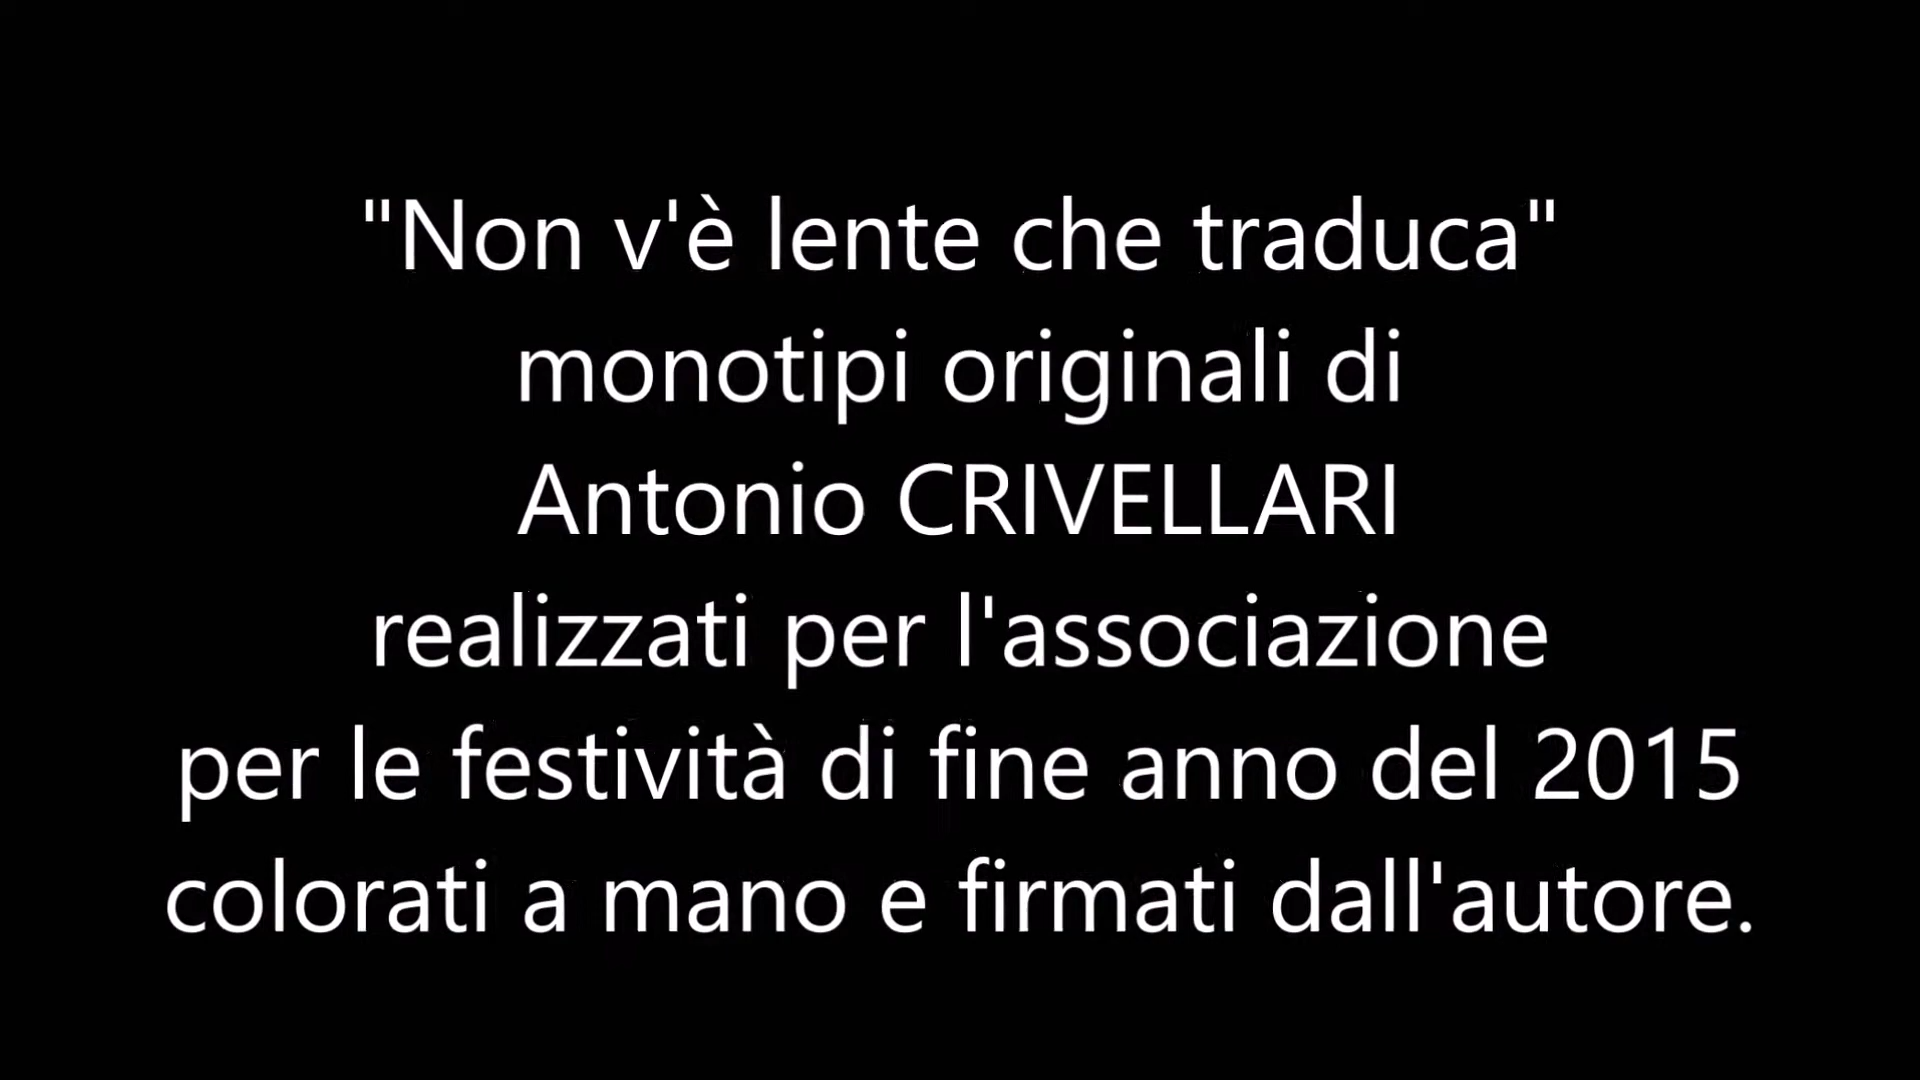 "Non v'è lente che traduca"
monotipi originali di
Antonio CRIVELLARI
realizzati per l'associazione
per le festività di fine anno del 2015
colorati a mano e firmati dall'autore.